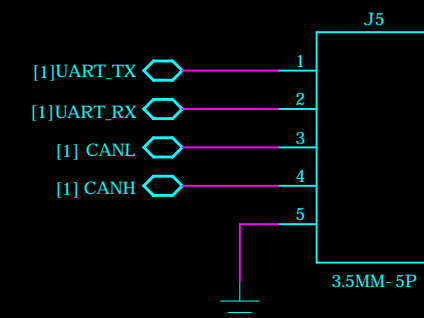 J5
[1]UART_TX 1
[1]UART_RX 2
[1] CANL 3
[1] CANH 4
5
3.5MM-5P